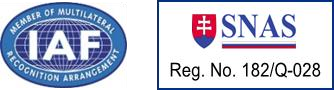 MEMBER OF MULTILATERAL
IAF
RECOGNITION ARRANGEMENT
SNAS
Reg. No. 182/Q-028